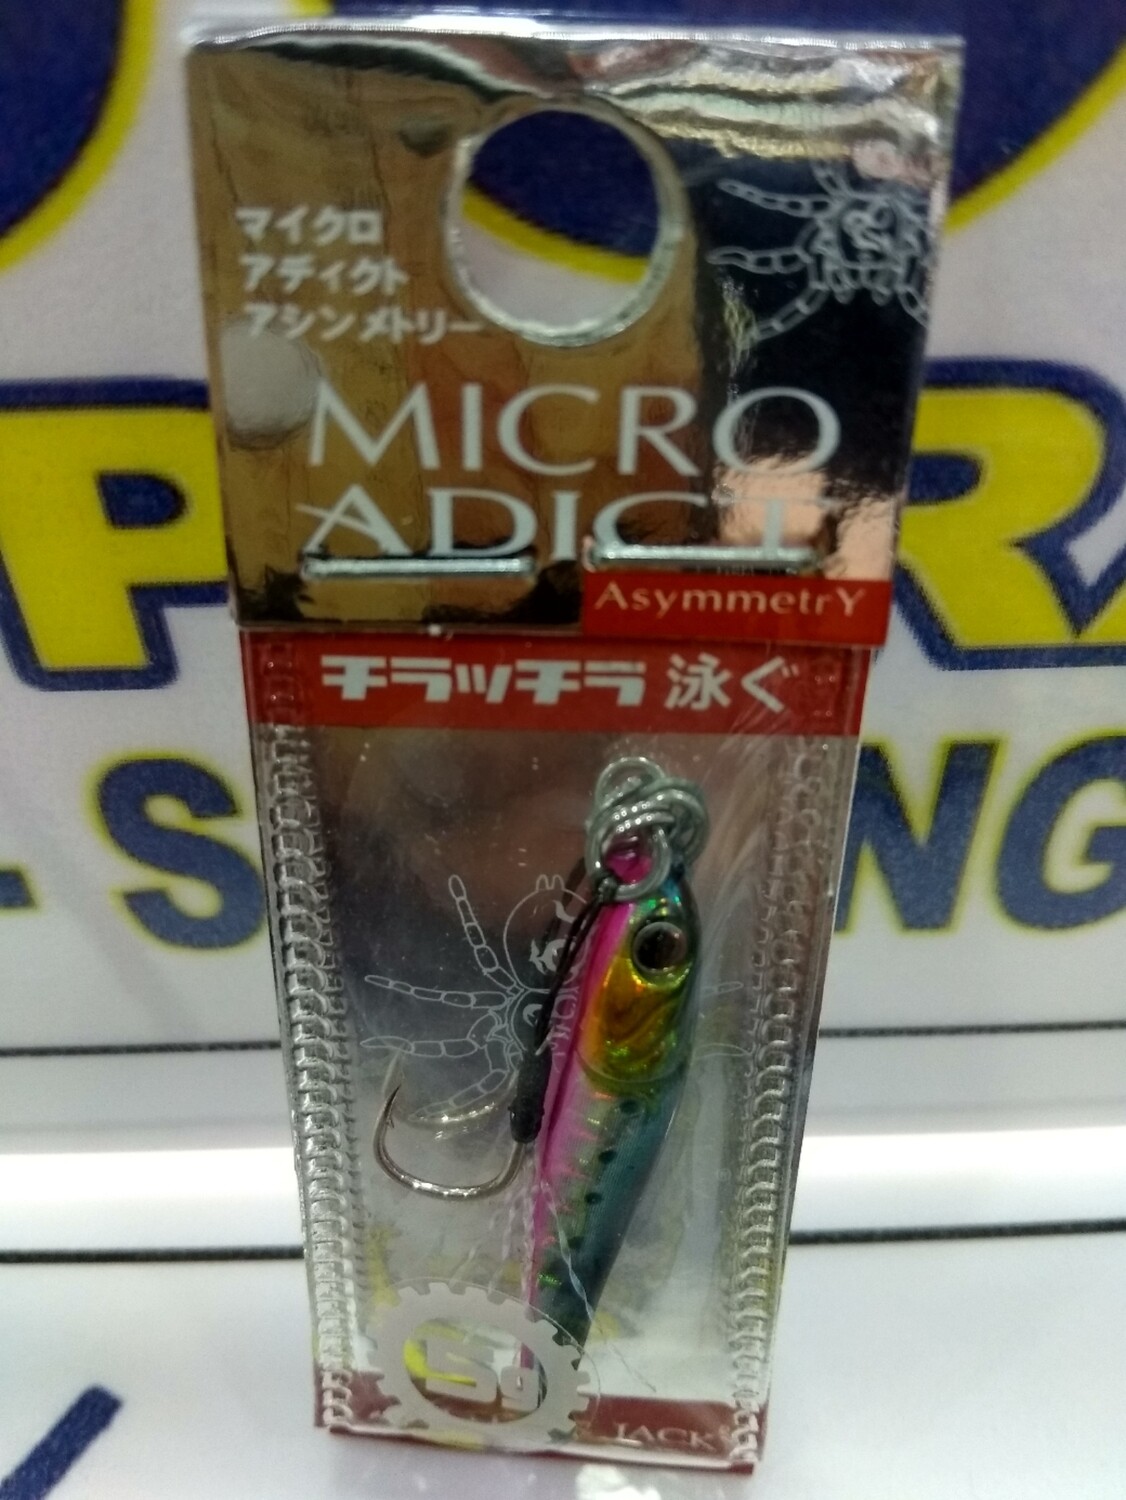 マイクロ
アディクト
アシンメトリー
MICRO
ADICT
AsymmetrY
チラッチラ 泳ぐ
5g
JACK